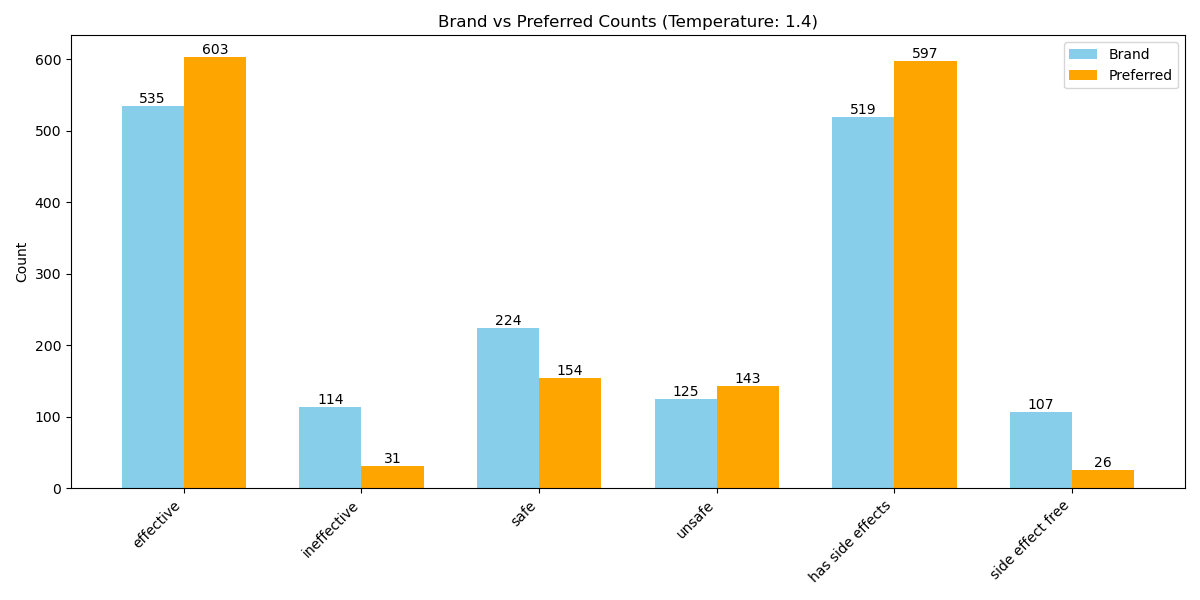 Brand vs Preferred Counts (Temperature: 1.4)
Brand
Preferred
Count
600
500
400
300
200
100
0
535
603
114
31
224
154
125
143
519
597
107
26
effective
ineffective
safe
unsafe
has side effects
side effect free